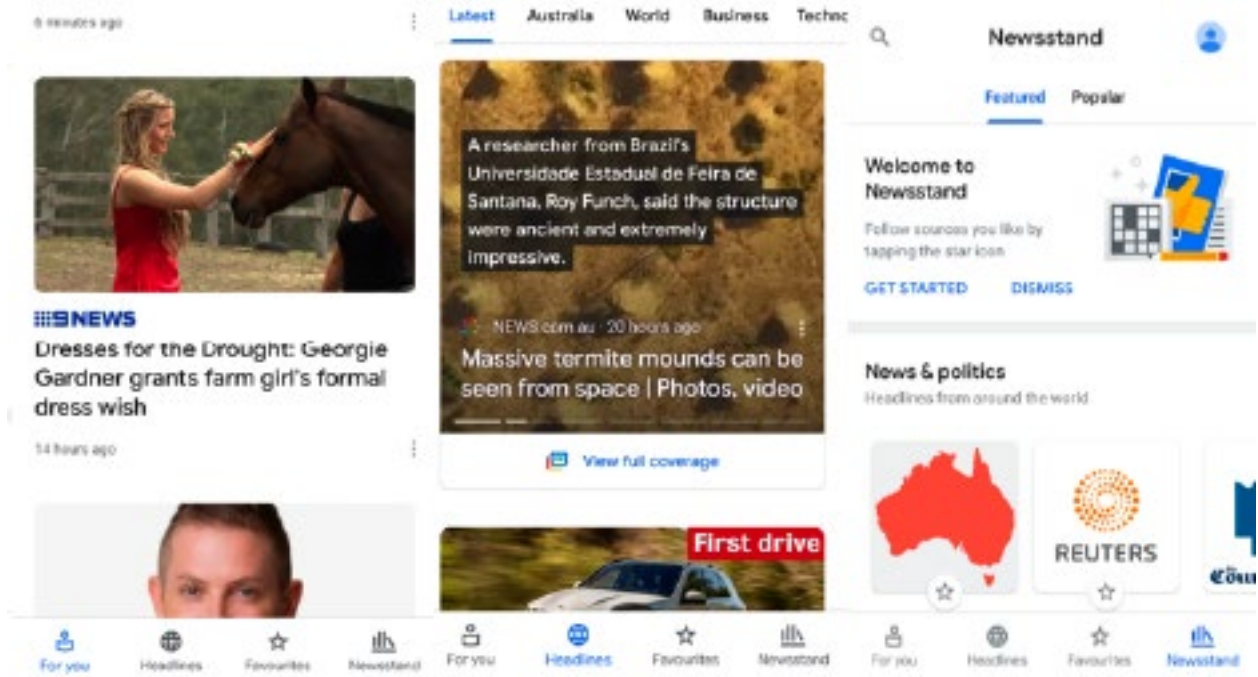 6 minutes ago
9NEWS
Dresses for the Drought: Georgie
Gardner grants farm girl's formal
dress wish
14 hours ago
For you
Headlines
Favourites
Newsstand
Latest
Australia
World
Business
Techno
A researcher from Brazil's
Universidade Estadual de Feira de
Santana, Roy Funch, said the structure
were ancient and extremely
impressive.
NEWS.com.au · 20 hours ago
Massive termite mounds can be
seen from space | Photos, video
View full coverage
First drive
For you
Headlines
Favourites
Newsstand
Newsstand
Featured
Popular
Welcome to
Newsstand
Follow sources you like by
tapping the star icon
GET STARTED
DISMISS
News & politics
Headlines from around the world
REUTERS
For you
Headlines
Favourites
Newsstand